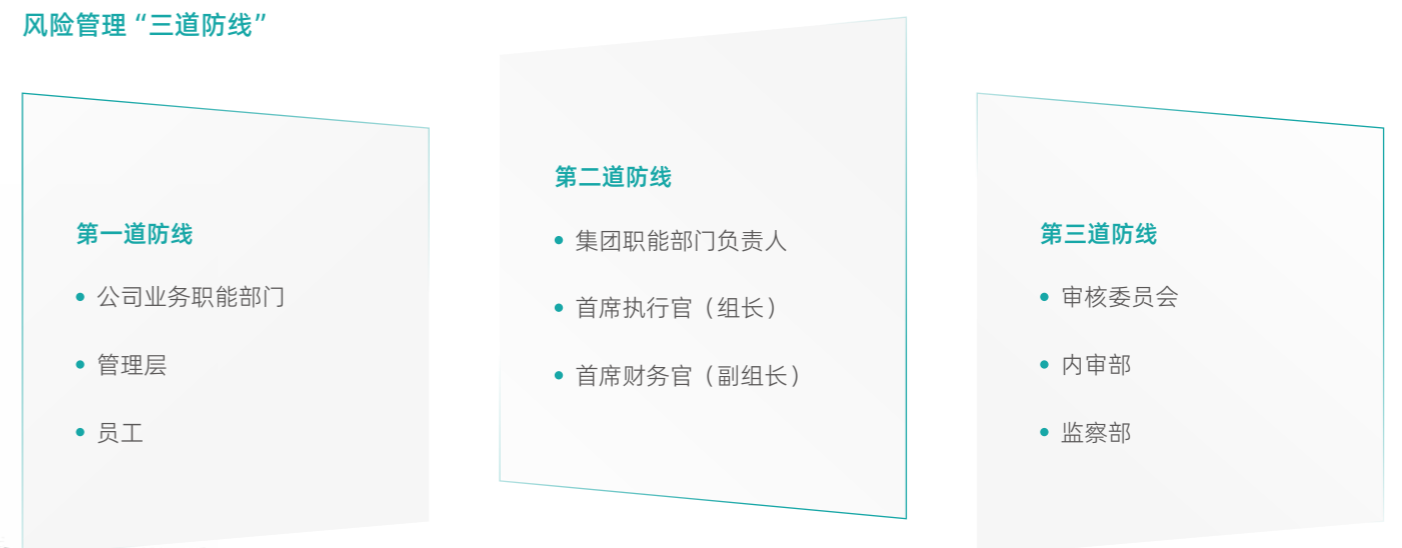 风险管理“三道防线”
第一道防线
公司业务职能部门
管理层
员工
第二道防线
集团职能部门负责人
首席执行官（组长）
首席财务官（副组长）
第三道防线
审核委员会
内审部
监察部